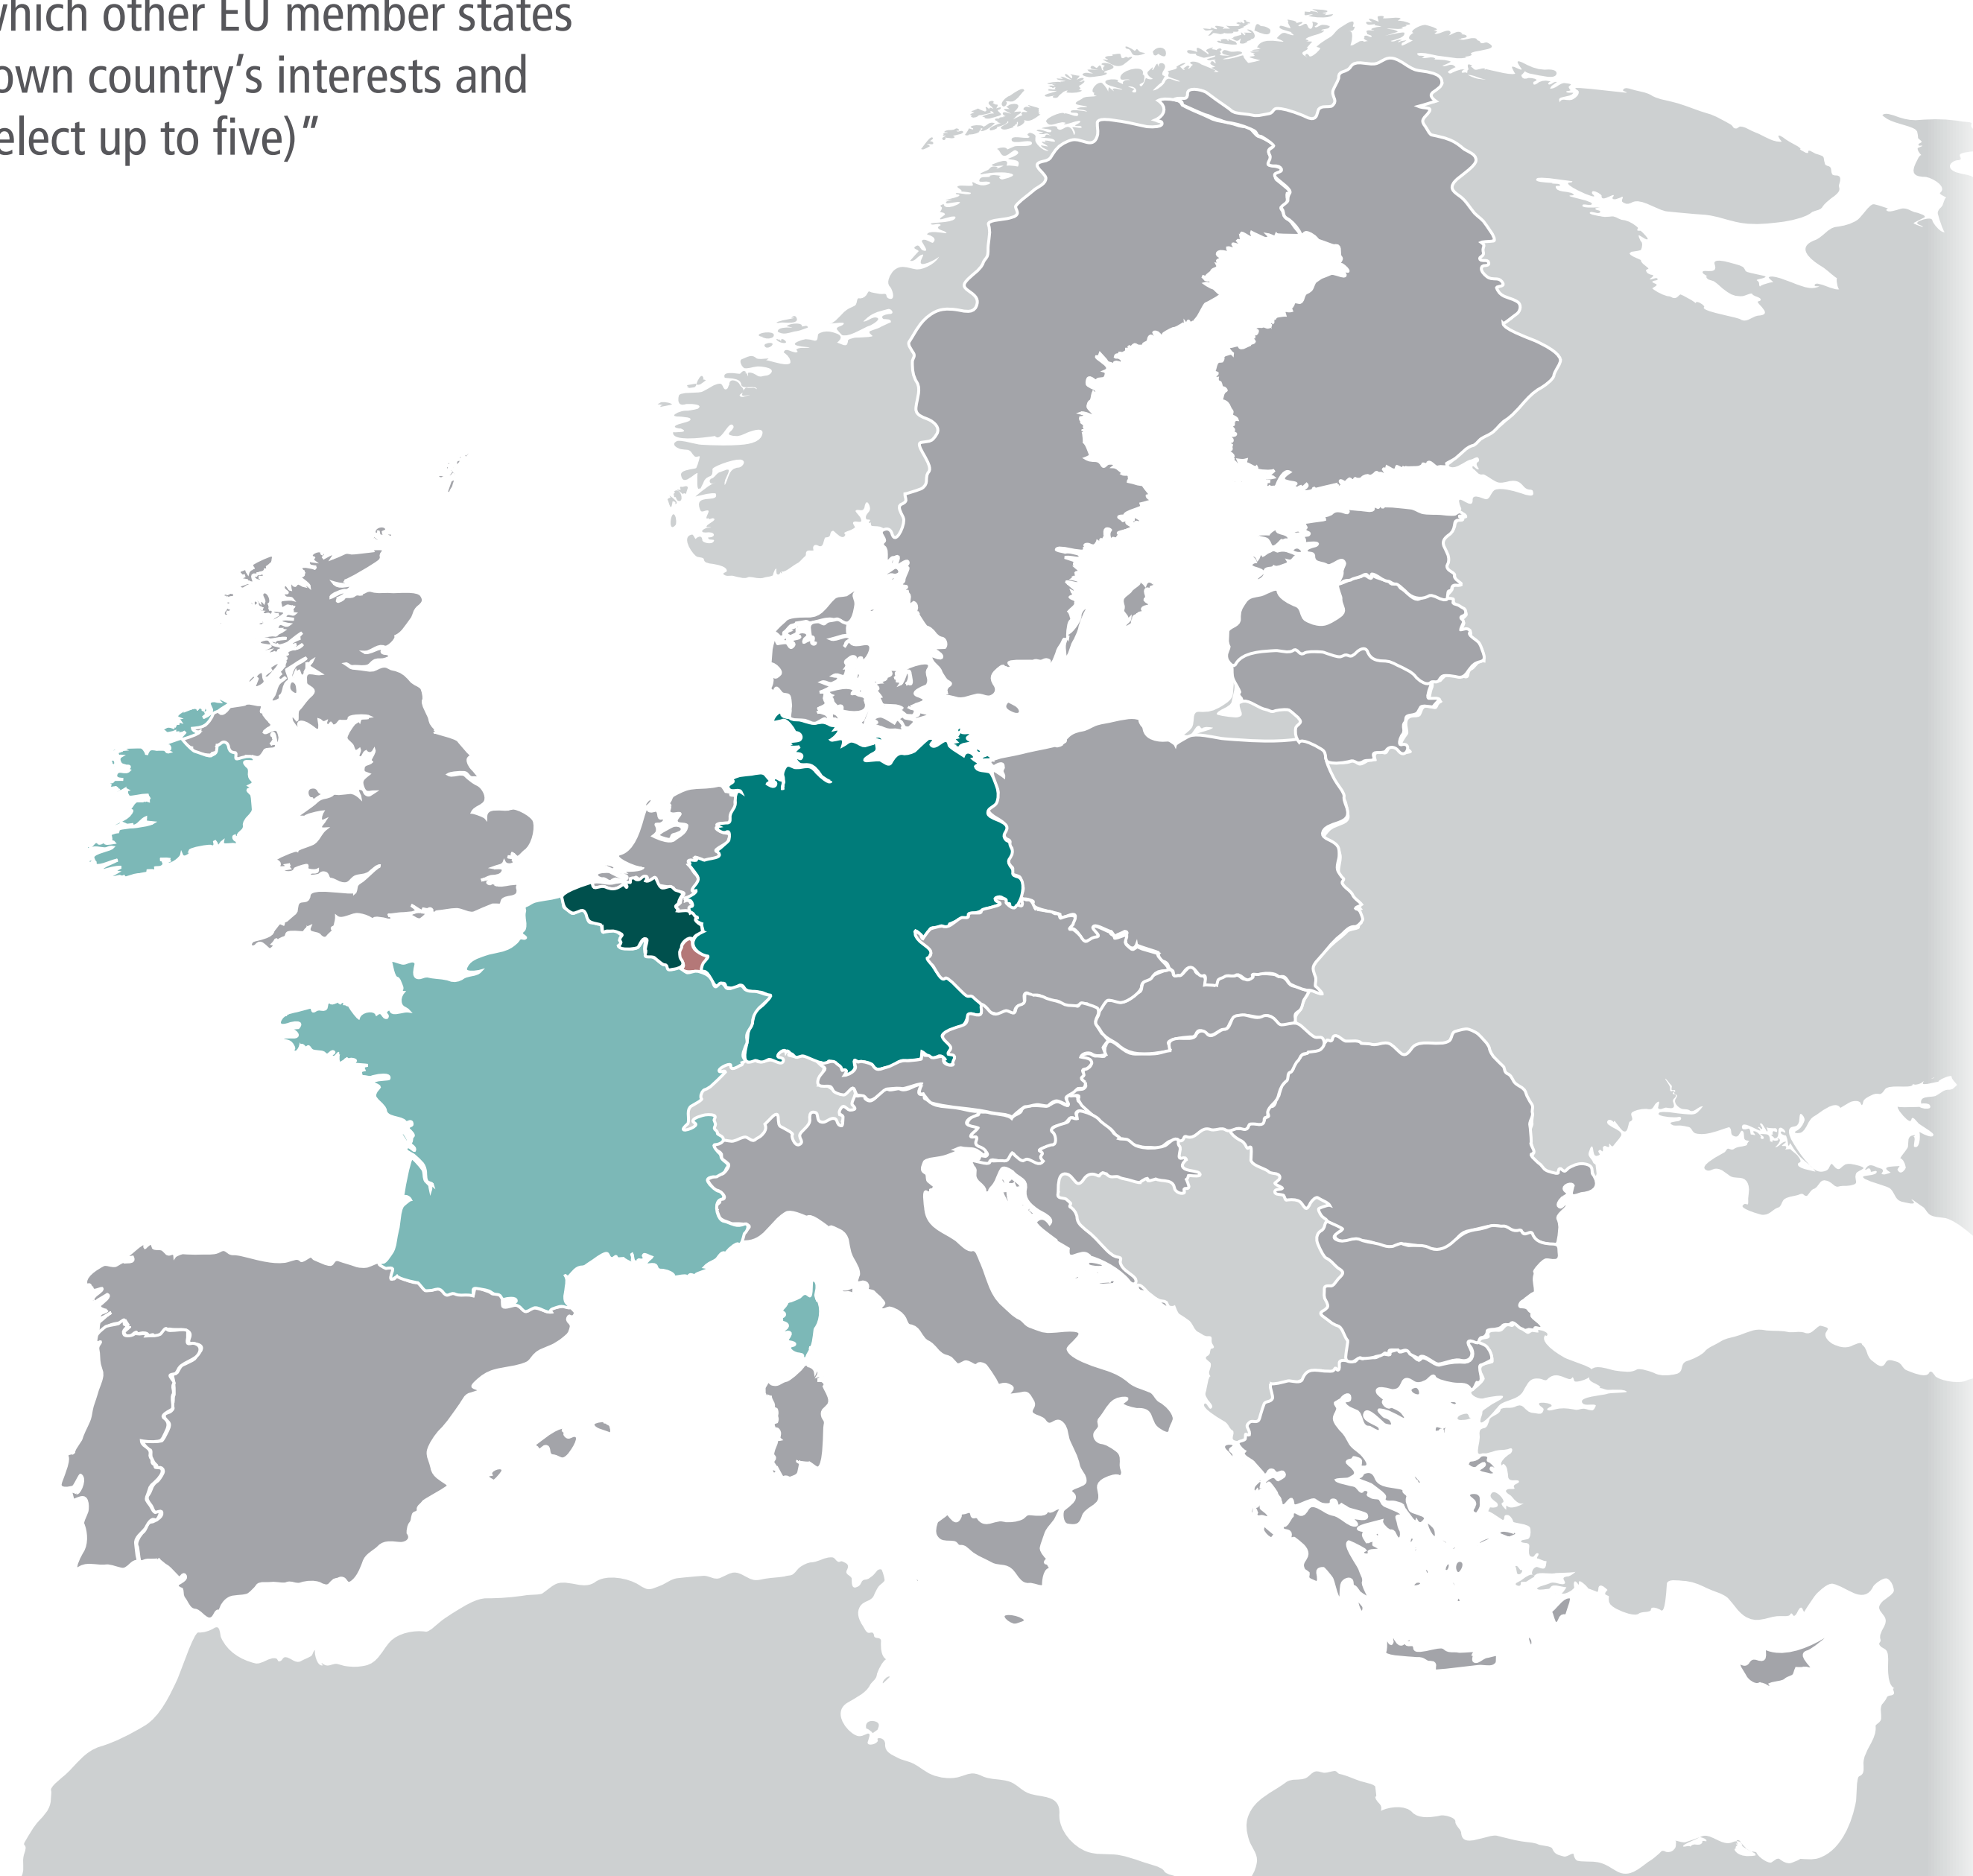 which other EU member states
own country’s interests and
elect up to five)”